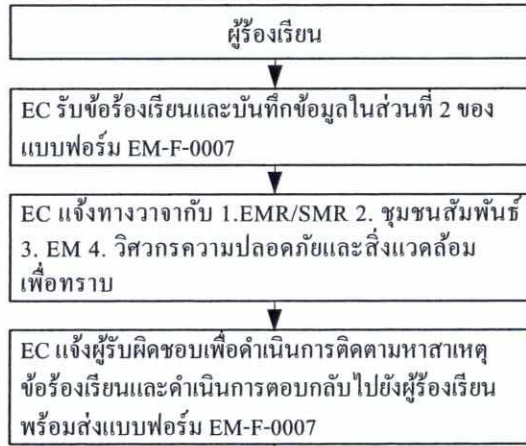 ผู้ร้องเรียน
EC รับข้อร้องเรียนและบันทึกข้อมูลในส่วนที่ 2 ของ
แบบฟอร์ม EM-F-0007
EC แจ้งทางวาจากับ 1.EMR/SMR 2. ชุมชนสัมพันธ์
3. EM 4. วิศวกรความปลอดภัยและสิ่งแวดล้อม
เพื่อทราบ
EC แจ้งผู้รับผิดชอบเพื่อดำเนินการติดตามหาสาเหตุ
ข้อร้องเรียนและดำเนินการตอบกลับไปยังผู้ร้องเรียน
พร้อมส่งแบบฟอร์ม EM-F-0007